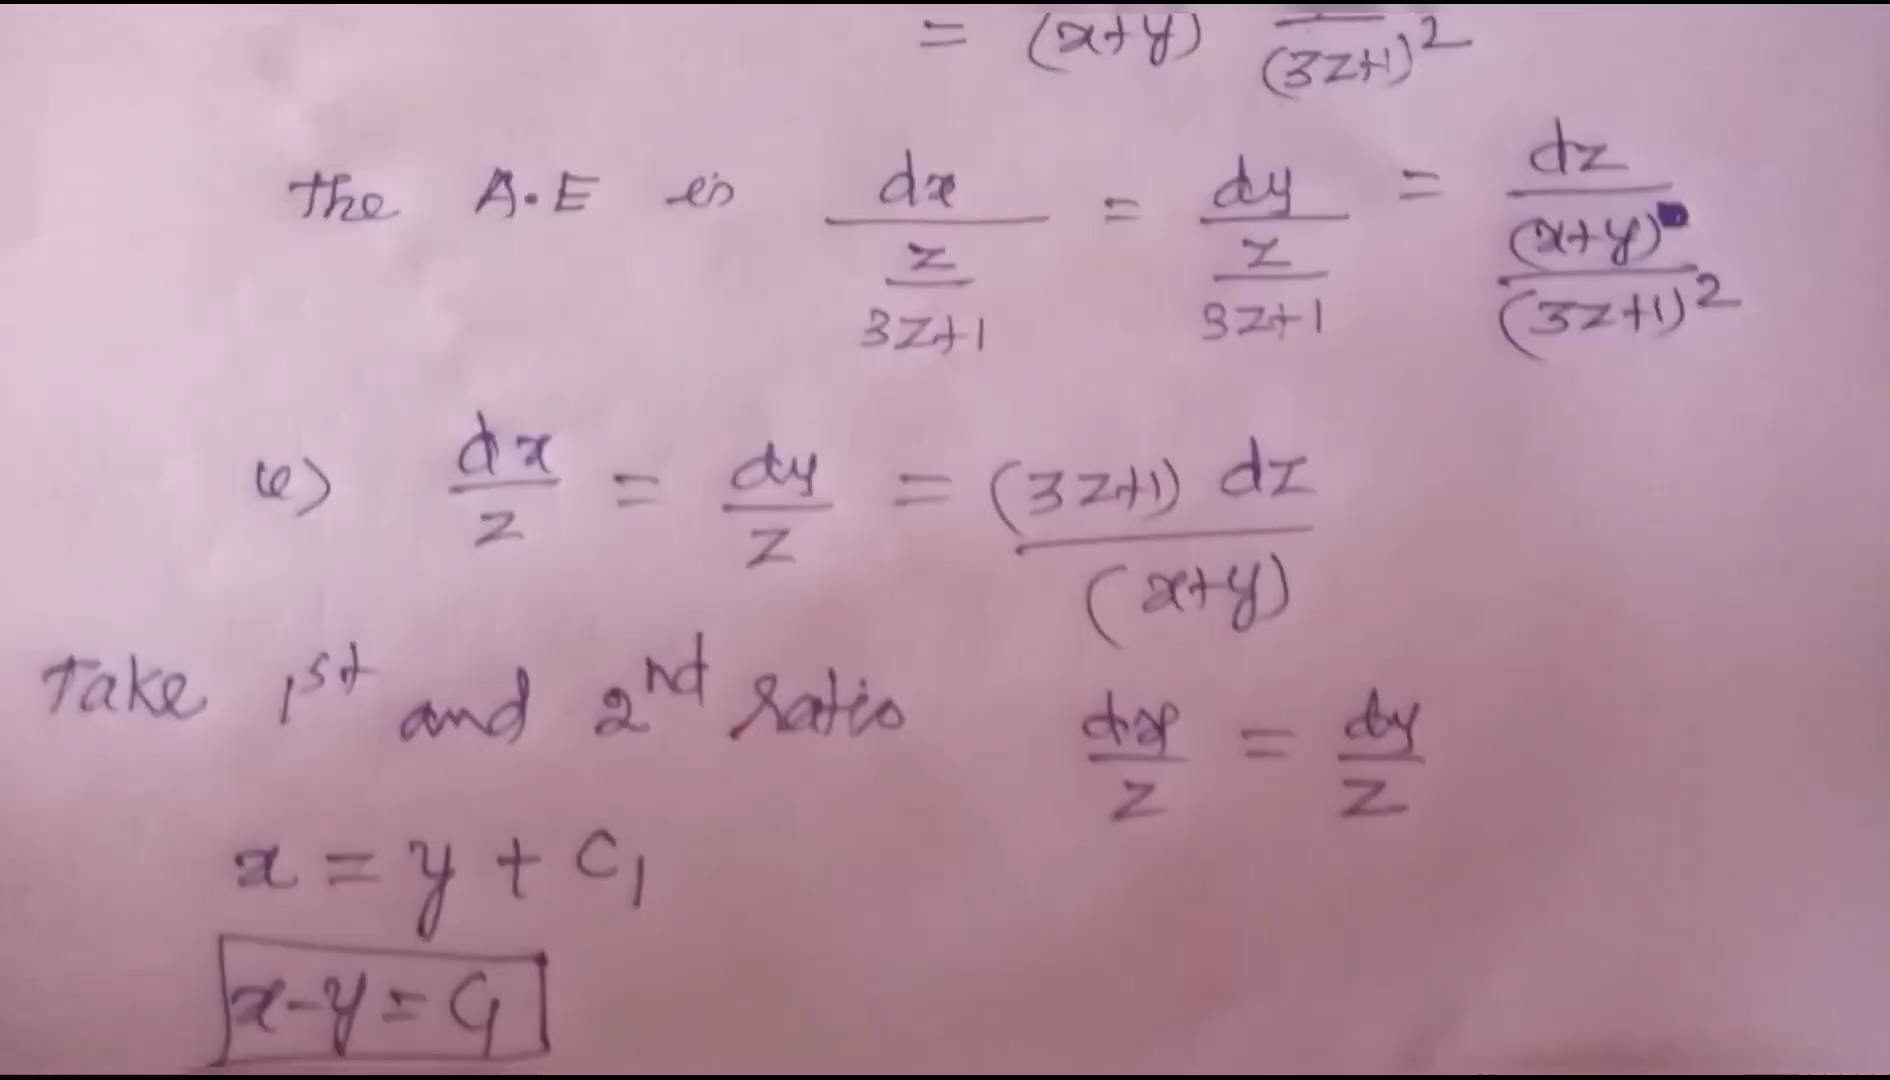 = (x+y) / (3z+1)^2
The A.E is dx/(z/(3z+1)) = dy/(z/(3z+1)) = dz/((x+y)/(3z+1)^2)
ie) dx/z = dy/z = (3z+1) dz/(x+y)
Take 1st and 2nd ratio dx/z = dy/z
x = y + C1
x-y = C1